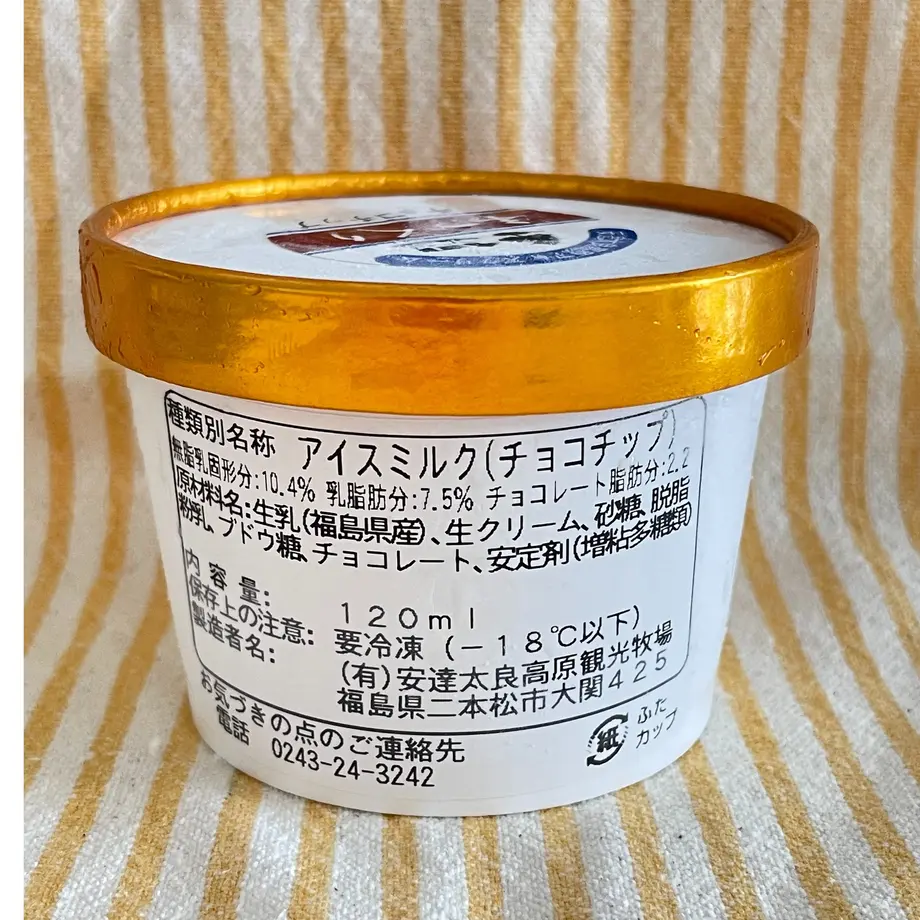 種類別名称 アイスミルク(チョコチップ)
無脂乳固形分:10.4% 乳脂肪分:7.5% チョコレート脂肪分:2.2
原材料名:生乳(福島県産)、生クリーム、砂糖、脱脂
粉乳、ブドウ糖、チョコレート、安定剤(増粘多糖類)
内容量: 120ml
保存上の注意: 要冷凍(-18℃以下)
製造者名: (有)安達太良高原観光牧場
福島県二本松市大関425
お気づきの点のご連絡先
電話 0243-24-3242
紙 ふた
カップ